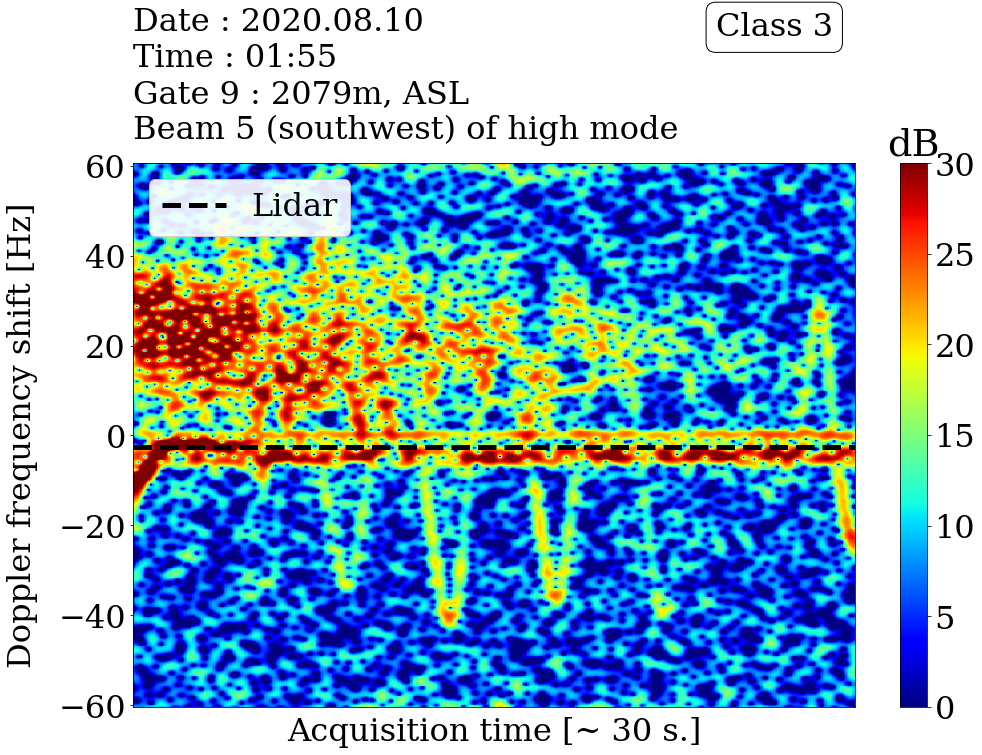 Date : 2020.08.10
Class 3
Time : 01:55
Gate 9 : 2079m, ASL
Beam 5 (southwest) of high mode
dB
60
40
20
0
−20
−40
−60
Doppler frequency shift [Hz]
Lidar
30
25
20
15
10
5
0
Acquisition time [~ 30 s.]